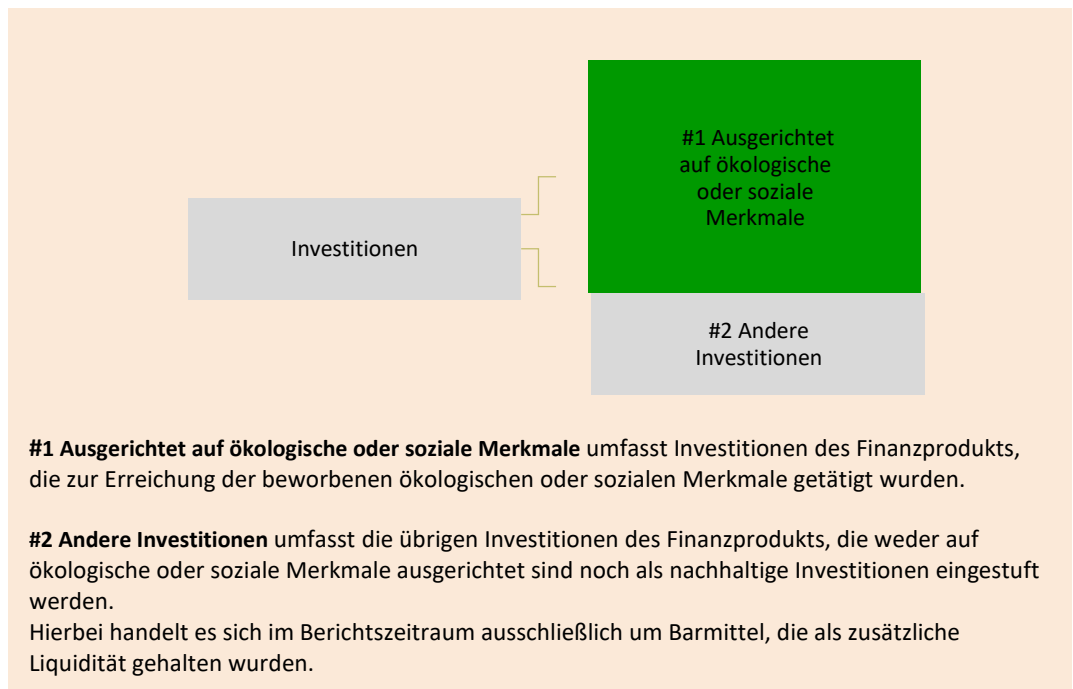 #1 Ausgerichtet
auf ökologische
oder soziale
Merkmale
Investitionen
#2 Andere
Investitionen
#1 Ausgerichtet auf ökologische oder soziale Merkmale umfasst Investitionen des Finanzprodukts,
die zur Erreichung der beworbenen ökologischen oder sozialen Merkmale getätigt wurden.
#2 Andere Investitionen umfasst die übrigen Investitionen des Finanzprodukts, die weder auf
ökologische oder soziale Merkmale ausgerichtet sind noch als nachhaltige Investitionen eingestuft
werden.
Hierbei handelt es sich im Berichtszeitraum ausschließlich um Barmittel, die als zusätzliche
Liquidität gehalten wurden.